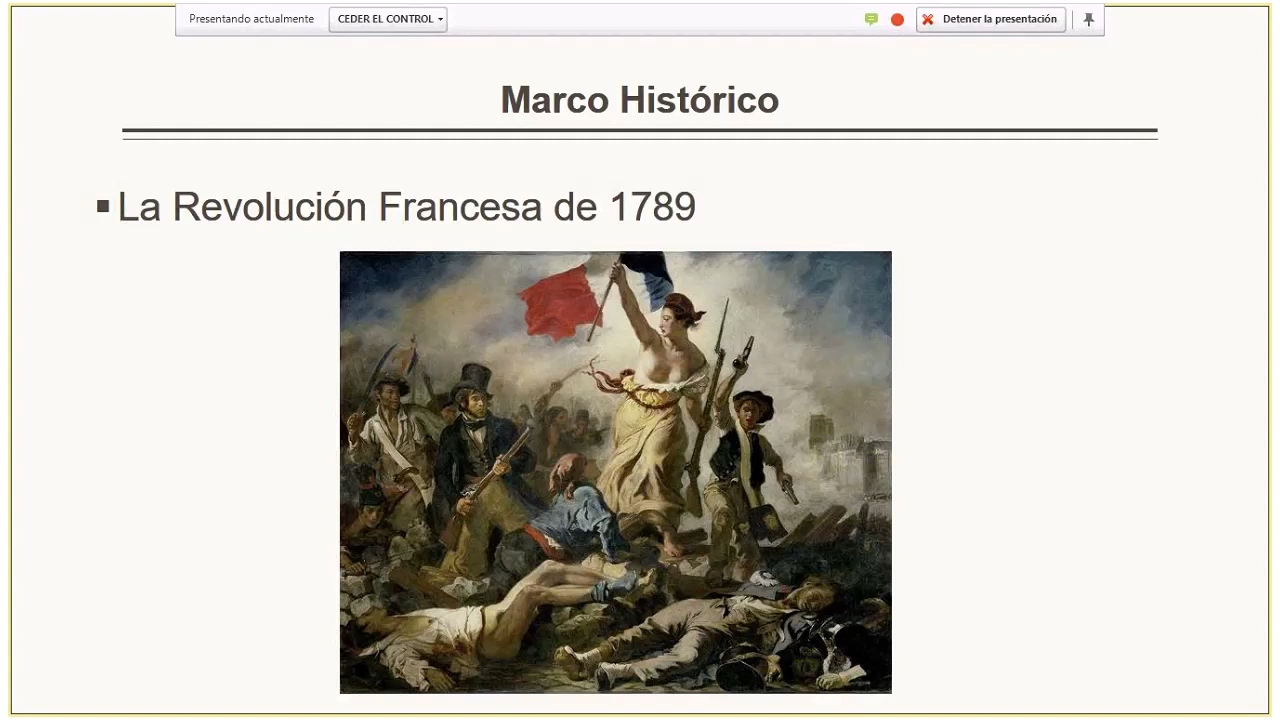 Presentando actualmente CEDER EL CONTROL Detener la presentación
Marco Histórico
▪ La Revolución Francesa de 1789